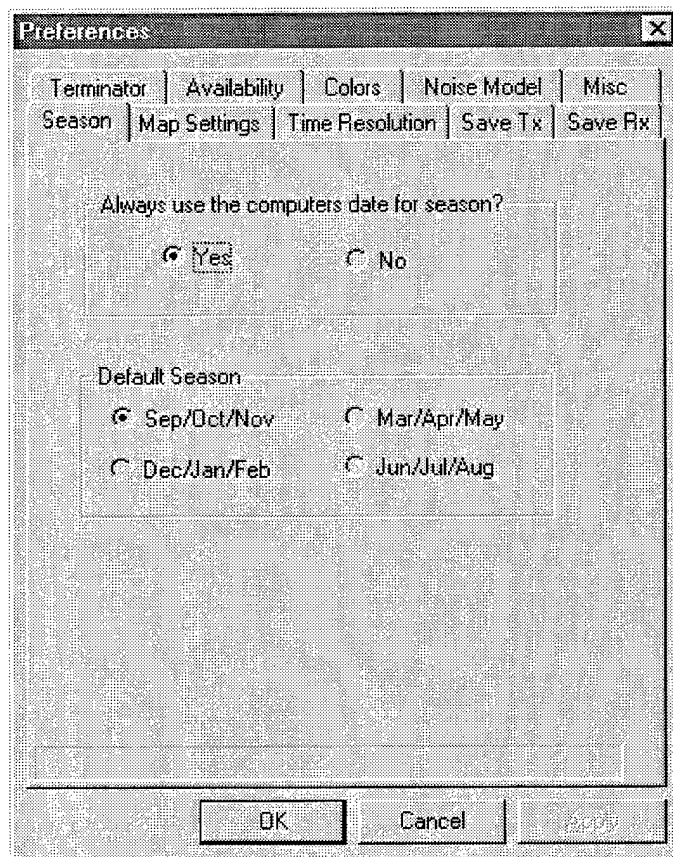 Preferences
Terminator Availability Colors Noise Model Misc
Season Map Settings Time Resolution Save Tx Save Rx
Always use the computers date for season?
Yes No
Default Season
Sep/Oct/Nov Mar/Apr/May
Dec/Jan/Feb Jun/Jul/Aug
OK Cancel Apply